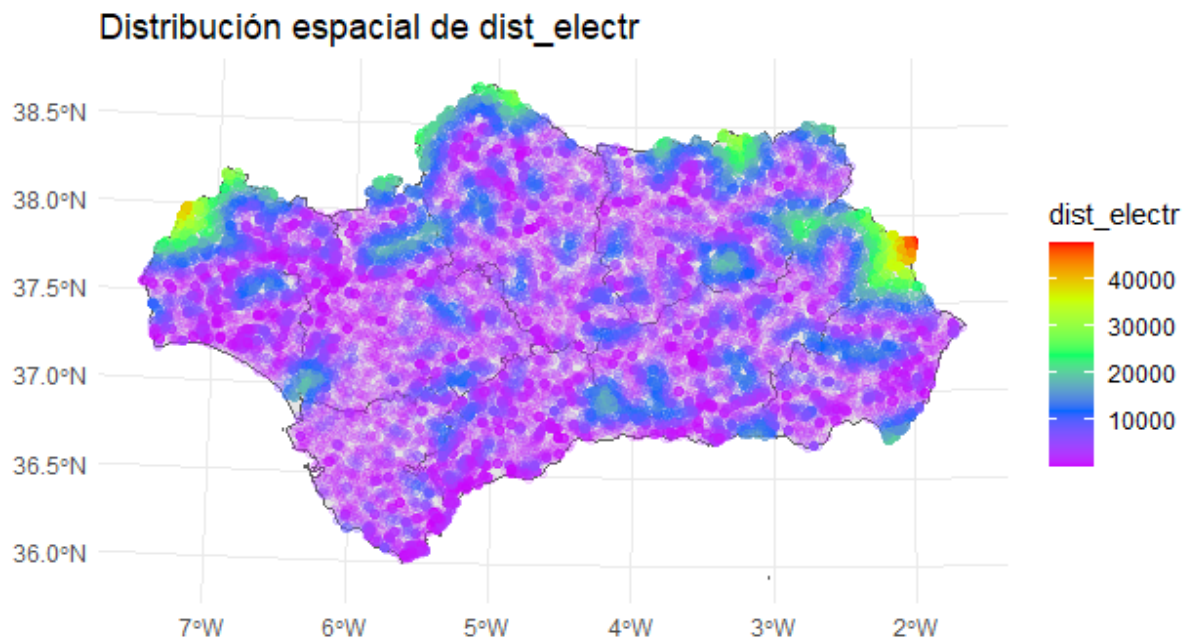 Distribución espacial de dist_electr
38.5°N
38.0°N
37.5°N
37.0°N
36.5°N
36.0°N
7°W 6°W 5°W 4°W 3°W 2°W
dist_electr
40000
30000
20000
10000